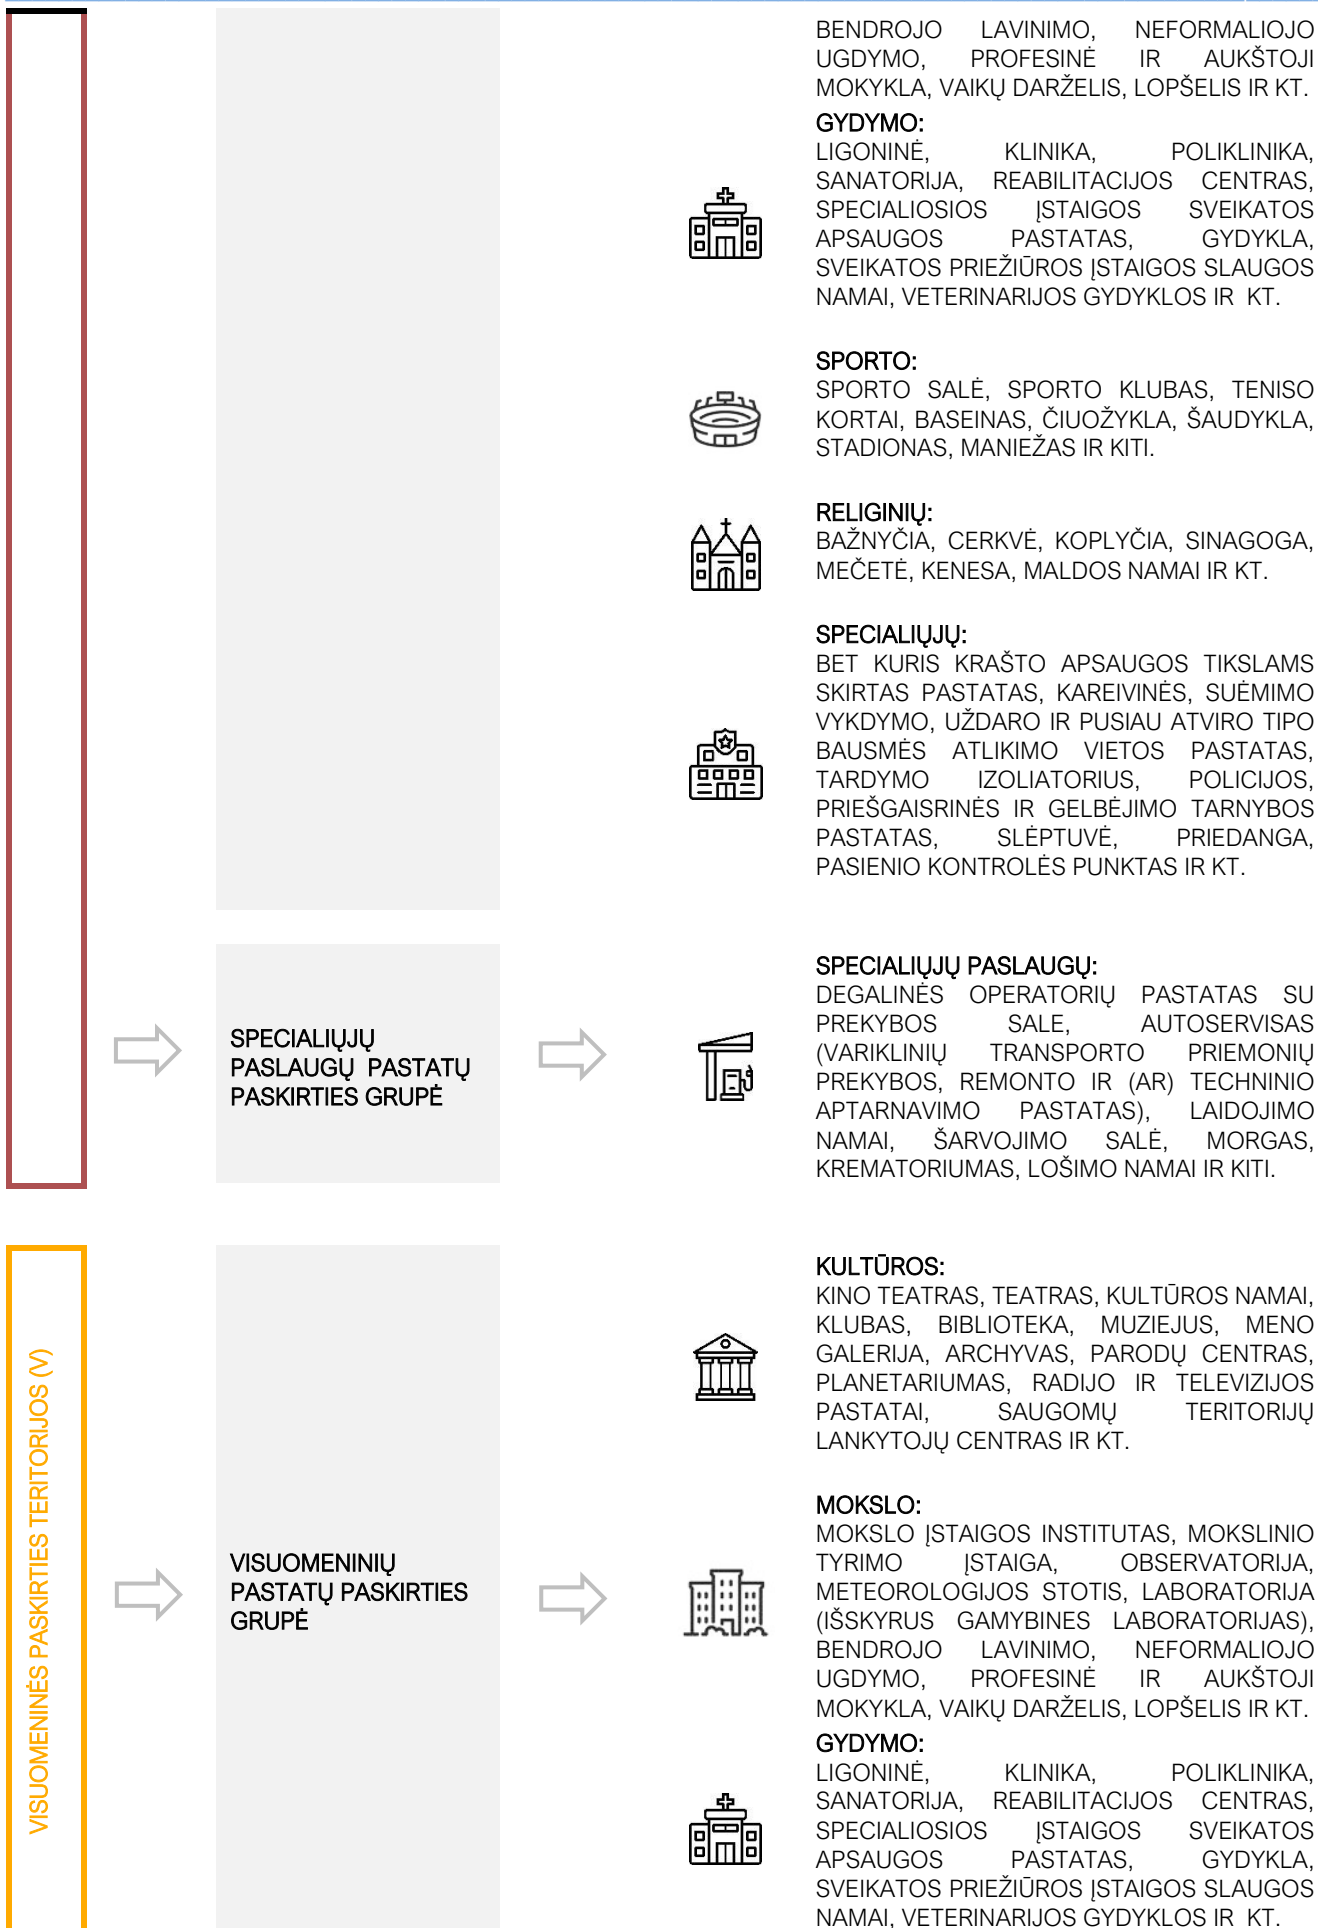 BENDROJO LAVINIMO, NEFORMALIOJO
UGDYMO, PROFESINĖ IR AUKŠTOJI
MOKYKLA, VAIKŲ DARŽELIS, LOPŠELIS IR KT.
GYDYMO:
LIGONINĖ, KLINIKA, POLIKLINIKA,
SANATORIJA, REABILITACIJOS CENTRAS,
SPECIALIOSIOS ĮSTAIGOS SVEIKATOS
APSAUGOS PASTATAS, GYDYKLA,
SVEIKATOS PRIEŽIŪROS ĮSTAIGOS SLAUGOS
NAMAI, VETERINARIJOS GYDYKLOS IR KT.
SPORTO:
SPORTO SALĖ, SPORTO KLUBAS, TENISO
KORTAI, BASEINAS, ČIUOŽYKLA, ŠAUDYKLA,
STADIONAS, MANIEŽAS IR KITI.
RELIGINIŲ:
BAŽNYČIA, CERKVĖ, KOPLYČIA, SINAGOGA,
MEČETĖ, KENESA, MALDOS NAMAI IR KT.
SPECIALIŲJŲ:
BET KURIS KRAŠTO APSAUGOS TIKSLAMS
SKIRTAS PASTATAS, KAREIVINĖS, SUĖMIMO
VYKDYMO, UŽDARO IR PUSIAU ATVIRO TIPO
BAUSMĖS ATLIKIMO VIETOS PASTATAS,
TARDYMO IZOLIATORIUS, POLICIJOS,
PRIEŠGAISRINĖS IR GELBĖJIMO TARNYBOS
PASTATAS, SLĖPTUVĖ, PRIEDANGA,
PASIENIO KONTROLĖS PUNKTAS IR KT.
SPECIALIŲJŲ
PASLAUGŲ PASTATŲ
PASKIRTIES GRUPĖ
SPECIALIŲJŲ PASLAUGŲ:
DEGALINĖS OPERATORIŲ PASTATAS SU
PREKYBOS SALE, AUTOSERVISAS
(VARIKLINIŲ TRANSPORTO PRIEMONIŲ
PREKYBOS, REMONTO IR (AR) TECHNINIO
APTARNAVIMO PASTATAS), LAIDOJIMO
NAMAI, ŠARVOJIMO SALĖ, MORGAS,
KREMATORIUMAS, LOŠIMO NAMAI IR KITI.
VISUOMENINĖS PASKIRTIES TERITORIJOS (V)
VISUOMENINIŲ
PASTATŲ PASKIRTIES
GRUPĖ
KULTŪROS:
KINO TEATRAS, TEATRAS, KULTŪROS NAMAI,
KLUBAS, BIBLIOTEKA, MUZIEJUS, MENO
GALERIJA, ARCHYVAS, PARODŲ CENTRAS,
PLANETARIUMAS, RADIJO IR TELEVIZIJOS
PASTATAI, SAUGOMŲ TERITORIJŲ
LANKYTOJŲ CENTRAS IR KT.
MOKSLO:
MOKSLO ĮSTAIGOS INSTITUTAS, MOKSLINIO
TYRIMO ĮSTAIGA, OBSERVATORIJA,
METEOROLOGIJOS STOTIS, LABORATORIJA
(IŠSKYRUS GAMYBINES LABORATORIJAS),
BENDROJO LAVINIMO, NEFORMALIOJO
UGDYMO, PROFESINĖ IR AUKŠTOJI
MOKYKLA, VAIKŲ DARŽELIS, LOPŠELIS IR KT.
GYDYMO:
LIGONINĖ, KLINIKA, POLIKLINIKA,
SANATORIJA, REABILITACIJOS CENTRAS,
SPECIALIOSIOS ĮSTAIGOS SVEIKATOS
APSAUGOS PASTATAS, GYDYKLA,
SVEIKATOS PRIEŽIŪROS ĮSTAIGOS SLAUGOS
NAMAI, VETERINARIJOS GYDYKLOS IR KT.